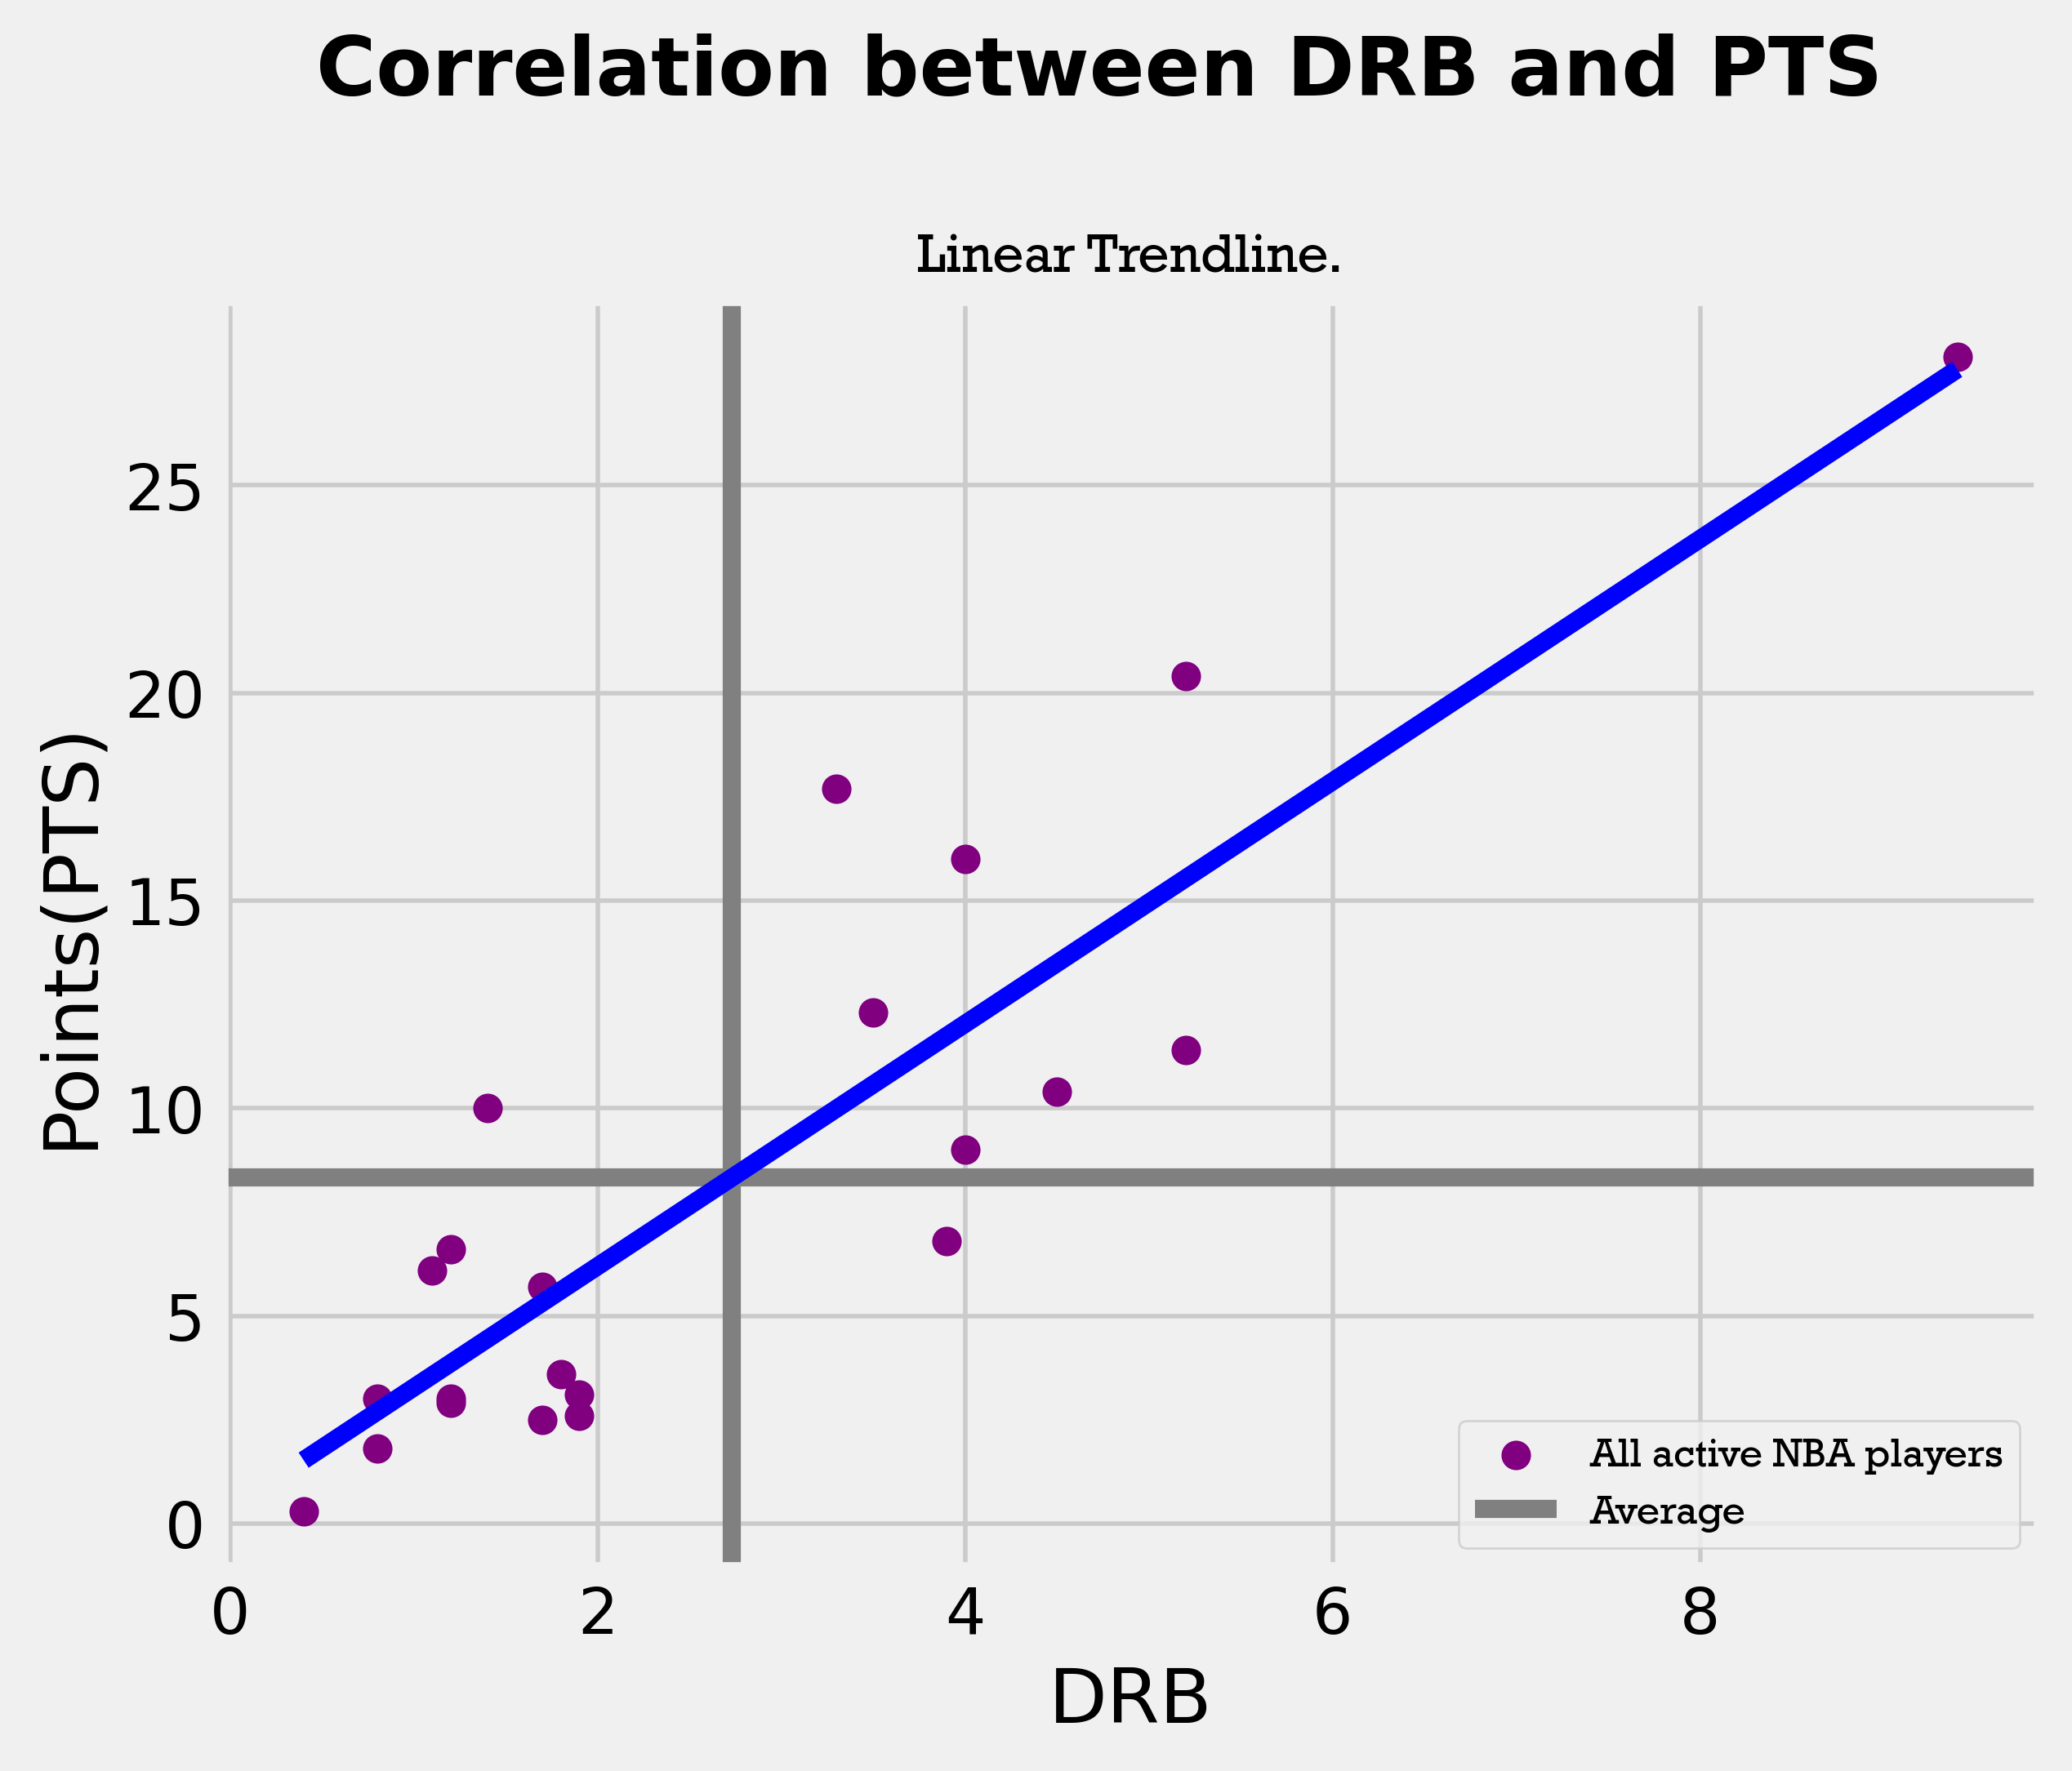 Correlation between DRB and PTS
Linear Trendline.
Points(PTS)
25
20
15
10
5
0
All active NBA players
Average
0 2 4 6 8
DRB